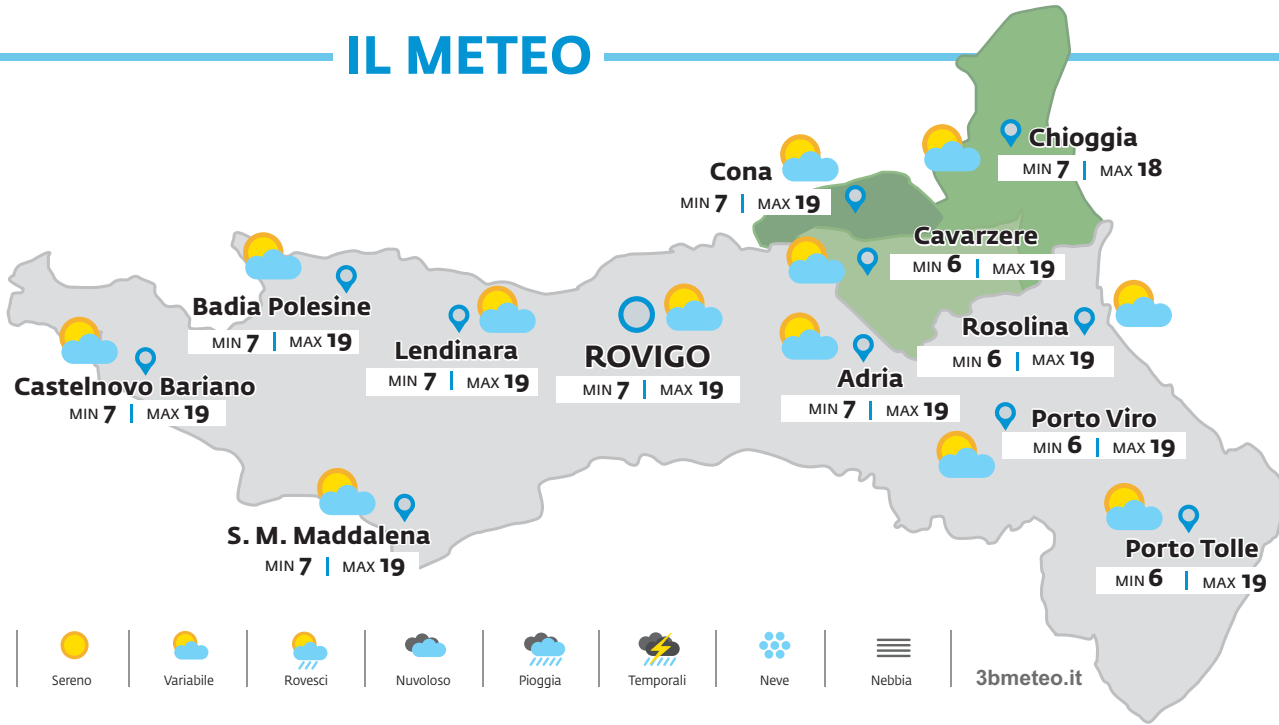 IL METEO
Chioggia
MIN 7 | MAX 18
Cona
MIN 7 | MAX 19
Cavarzere
MIN 6 | MAX 19
Badia Polesine
MIN 7 | MAX 19
Lendinara
MIN 7 | MAX 19
ROVIGO
MIN 7 | MAX 19
Rosolina
MIN 6 | MAX 19
Adria
MIN 7 | MAX 19
Castelnovo Bariano
MIN 7 | MAX 19
Porto Viro
MIN 6 | MAX 19
S. M. Maddalena
MIN 7 | MAX 19
Porto Tolle
MIN 6 | MAX 19
Sereno
Variabile
Rovesci
Nuvoloso
Pioggia
Temporali
Neve
Nebbia
3bmeteo.it